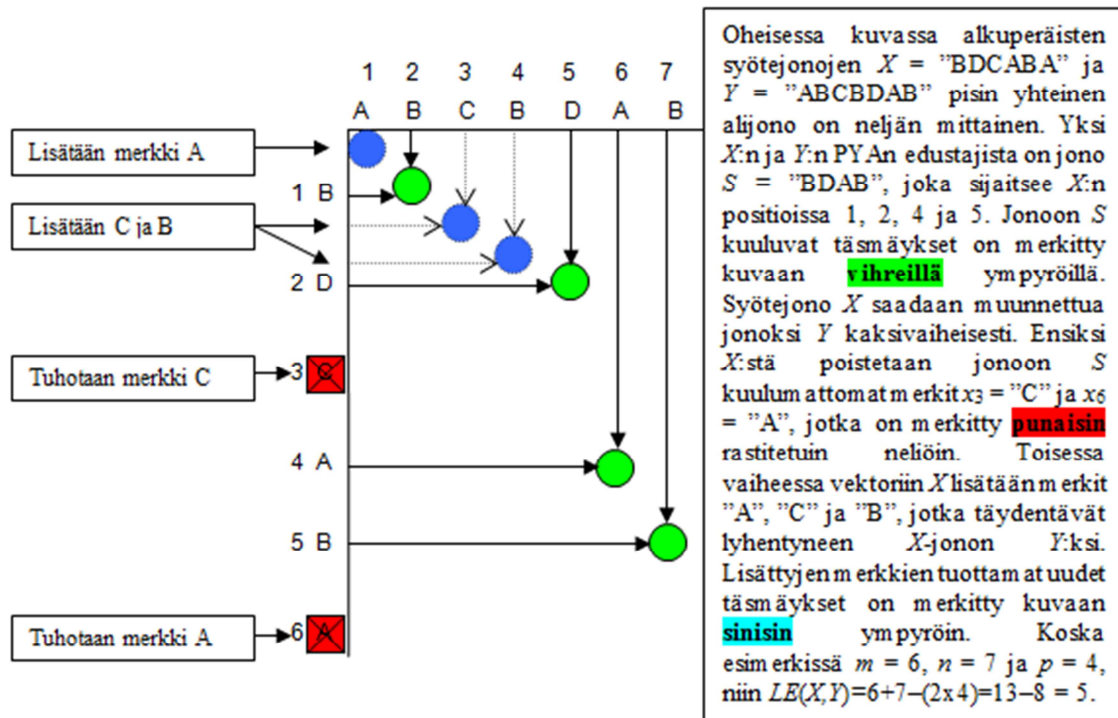 1 2 3 4 5 6 7
A B C B D A B
Lisätään merkki A
1 B
Lisätään C ja B
2 D
Tuhotaan merkki C
3 C
4 A
5 B
Tuhotaan merkki A
6 A
Oheisessa kuvassa alkuperäisten
syötejonojen X = ”BDCABA” ja
Y = ”ABCBDAB” pisin yhteinen
alijono on neljän mittainen. Yksi
X:n ja Y:n PYAn edustajista on jono
S = ”BDAB”, joka sijaitsee X:n
positioissa 1, 2, 4 ja 5. Jonoon S
kuuluvat täsmäykset on merkitty
kuvaan vihreillä ympyröillä.
Syötejono X saadaan muunnettua
jonoksi Y kaksivaiheisesti. Ensiksi
X:stä poistetaan jonoon S
kuulumattomat merkit x3 = ”C” ja x6
= ”A”, jotka on merkitty punaisin
rastitetuin neliöin. Toisessa
vaiheessa vektoriin X lisätään merkit
”A”, ”C” ja ”B”, jotka täydentävät
lyhentyneen X-jonon Y:ksi.
Lisättyjen merkkien tuottamat uudet
täsmäykset on merkitty kuvaan
sinisin ympyröin. Koska
esimerkissä m = 6, n = 7 ja p = 4,
niin LE(X,Y)=6+7–(2x4)=13–8 = 5.